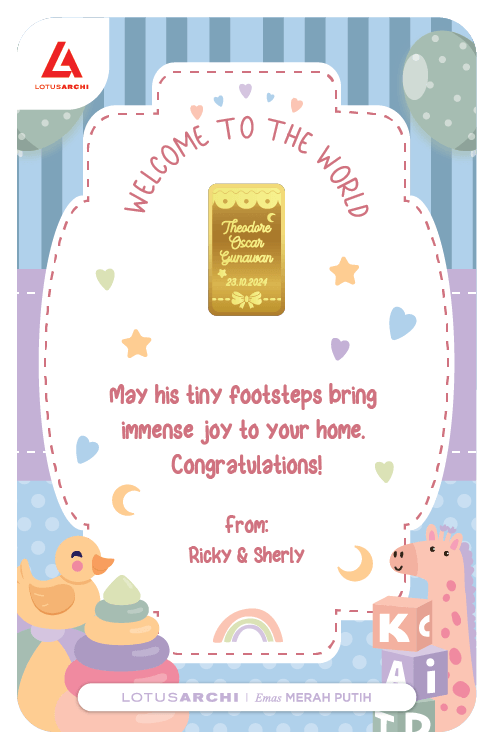 LOTUSARCHI
WELCOME TO THE WORLD
Theodore
Oscar
Gunawan
23.10.2024
May his tiny footsteps bring
immense joy to your home.
Congratulations!
From:
Ricky & Sherly
K C
A i
T D
LOTUSARCHI | Emas MERAH PUTIH